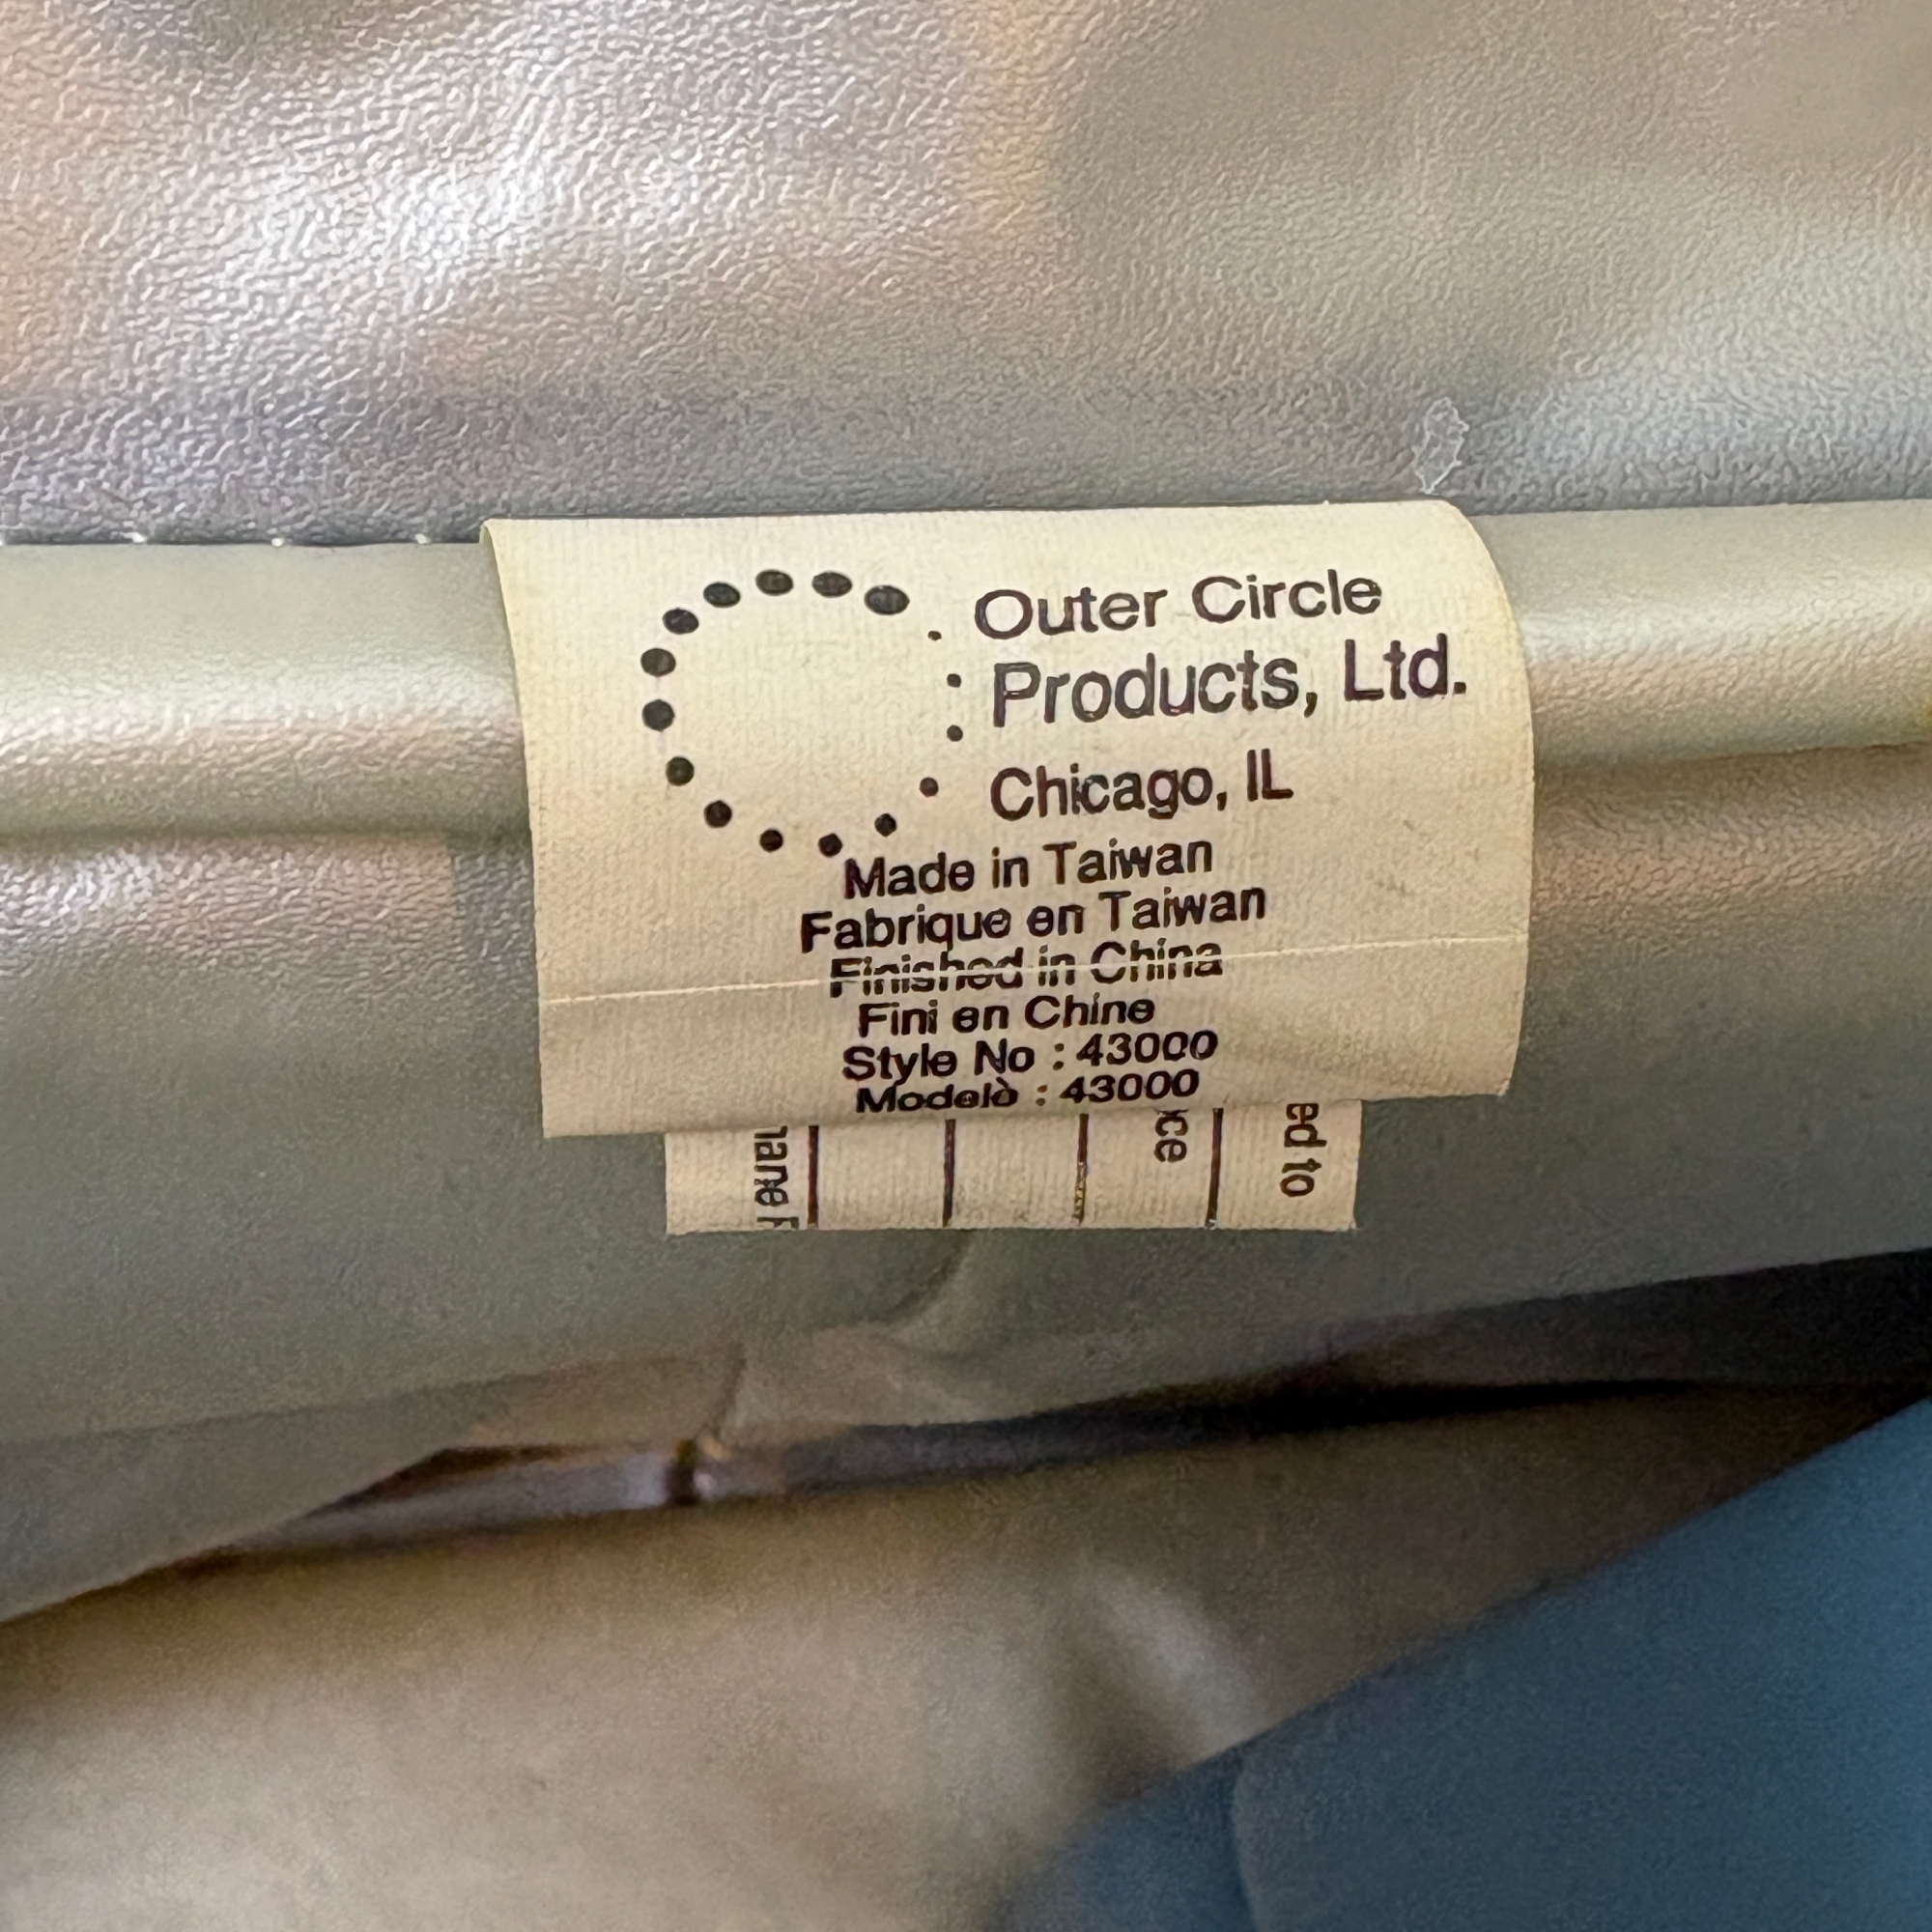 Outer Circle
Products, Ltd.
Chicago, IL
Made in Taiwan
Fabrique en Taiwan
Finished in China
Fini en Chine
Style No : 43000
Modelò : 43000
ed to